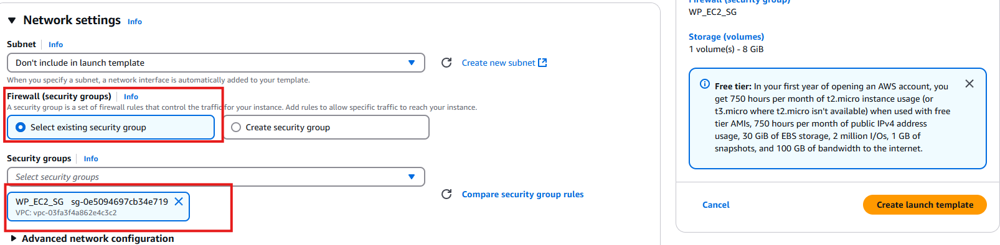 Network settings Info
Subnet Info
Don't include in launch template
Create new subnet
When you specify a subnet, a network interface is automatically added to your template.
Firewall (security groups) Info
A security group is a set of firewall rules that control the traffic for your instance. Add rules to allow specific traffic to reach your instance.
Select existing security group
Create security group
Security groups Info
Select security groups
WP_EC2_SG sg-0e5094697cb34e719
VPC: vpc-03fa3f4a862e4c3c2
Compare security group rules
Advanced network configuration
Firewall (security group)
WP_EC2_SG
Storage (volumes)
1 volume(s) - 8 GiB
Free tier: In your first year of opening an AWS account, you
get 750 hours per month of t2.micro instance usage (or
t3.micro where t2.micro isn't available) when used with free
tier AMIs, 750 hours per month of public IPv4 address
usage, 30 GiB of EBS storage, 2 million I/Os, 1 GB of
snapshots, and 100 GB of bandwidth to the internet.
Cancel
Create launch template